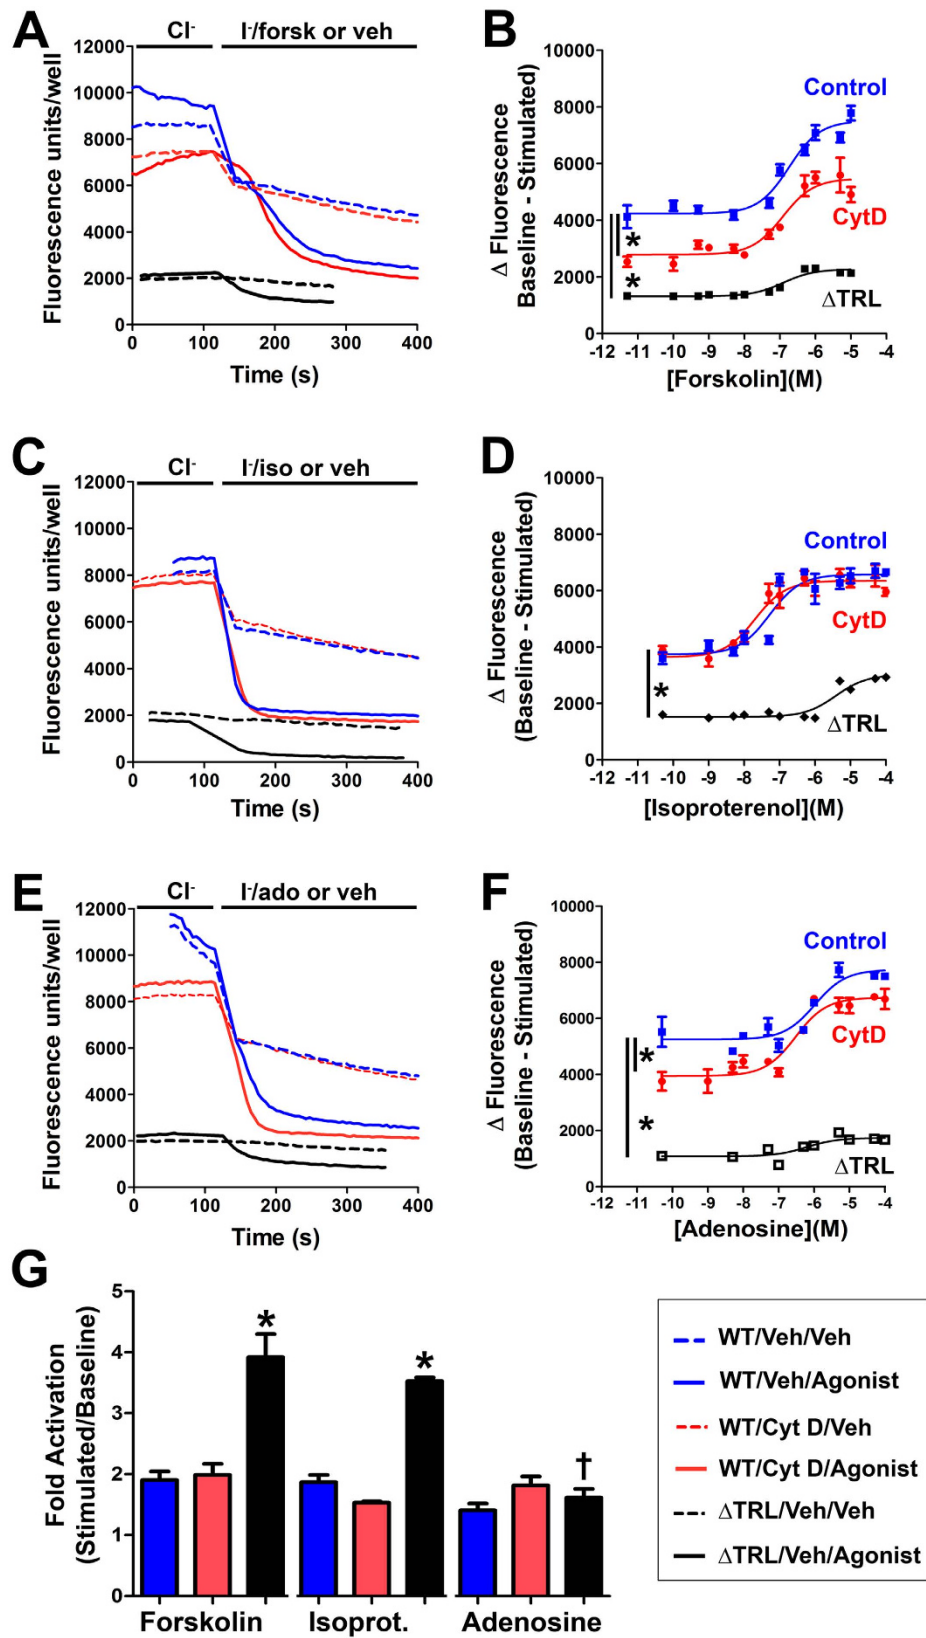 A
Cl⁻ I⁻/forsk or veh
Fluorescence units/well
12000
10000
8000
6000
4000
2000
0
0 100 200 300 400
Time (s)
B
Δ Fluorescence
Baseline - Stimulated
10000
8000
6000
4000
2000
0
Control
CytD
ΔTRL
*
*
-12 -11 -10 -9 -8 -7 -6 -5 -4
[Forskolin](M)
C
Cl⁻ I⁻/iso or veh
Fluorescence units/well
12000
10000
8000
6000
4000
2000
0
0 100 200 300 400
Time (s)
D
Δ Fluorescence
(Baseline - Stimulated)
10000
8000
6000
4000
2000
0
Control
CytD
*
ΔTRL
-12 -11 -10 -9 -8 -7 -6 -5 -4
[Isoproterenol](M)
E
Cl⁻ I⁻/ado or veh
Fluorescence units/well
12000
10000
8000
6000
4000
2000
0
0 100 200 300 400
Time (s)
F
Δ Fluorescence
(Baseline - Stimulated)
10000
8000
6000
4000
2000
0
Control
CytD
*
*
ΔTRL
-12 -11 -10 -9 -8 -7 -6 -5 -4
[Adenosine](M)
G
Fold Activation
(Stimulated/Baseline)
5
4
3
2
1
0
* * †
Forskolin Isoprot. Adenosine
WT/Veh/Veh
WT/Veh/Agonist
WT/Cyt D/Veh
WT/Cyt D/Agonist
ΔTRL/Veh/Veh
ΔTRL/Veh/Agonist